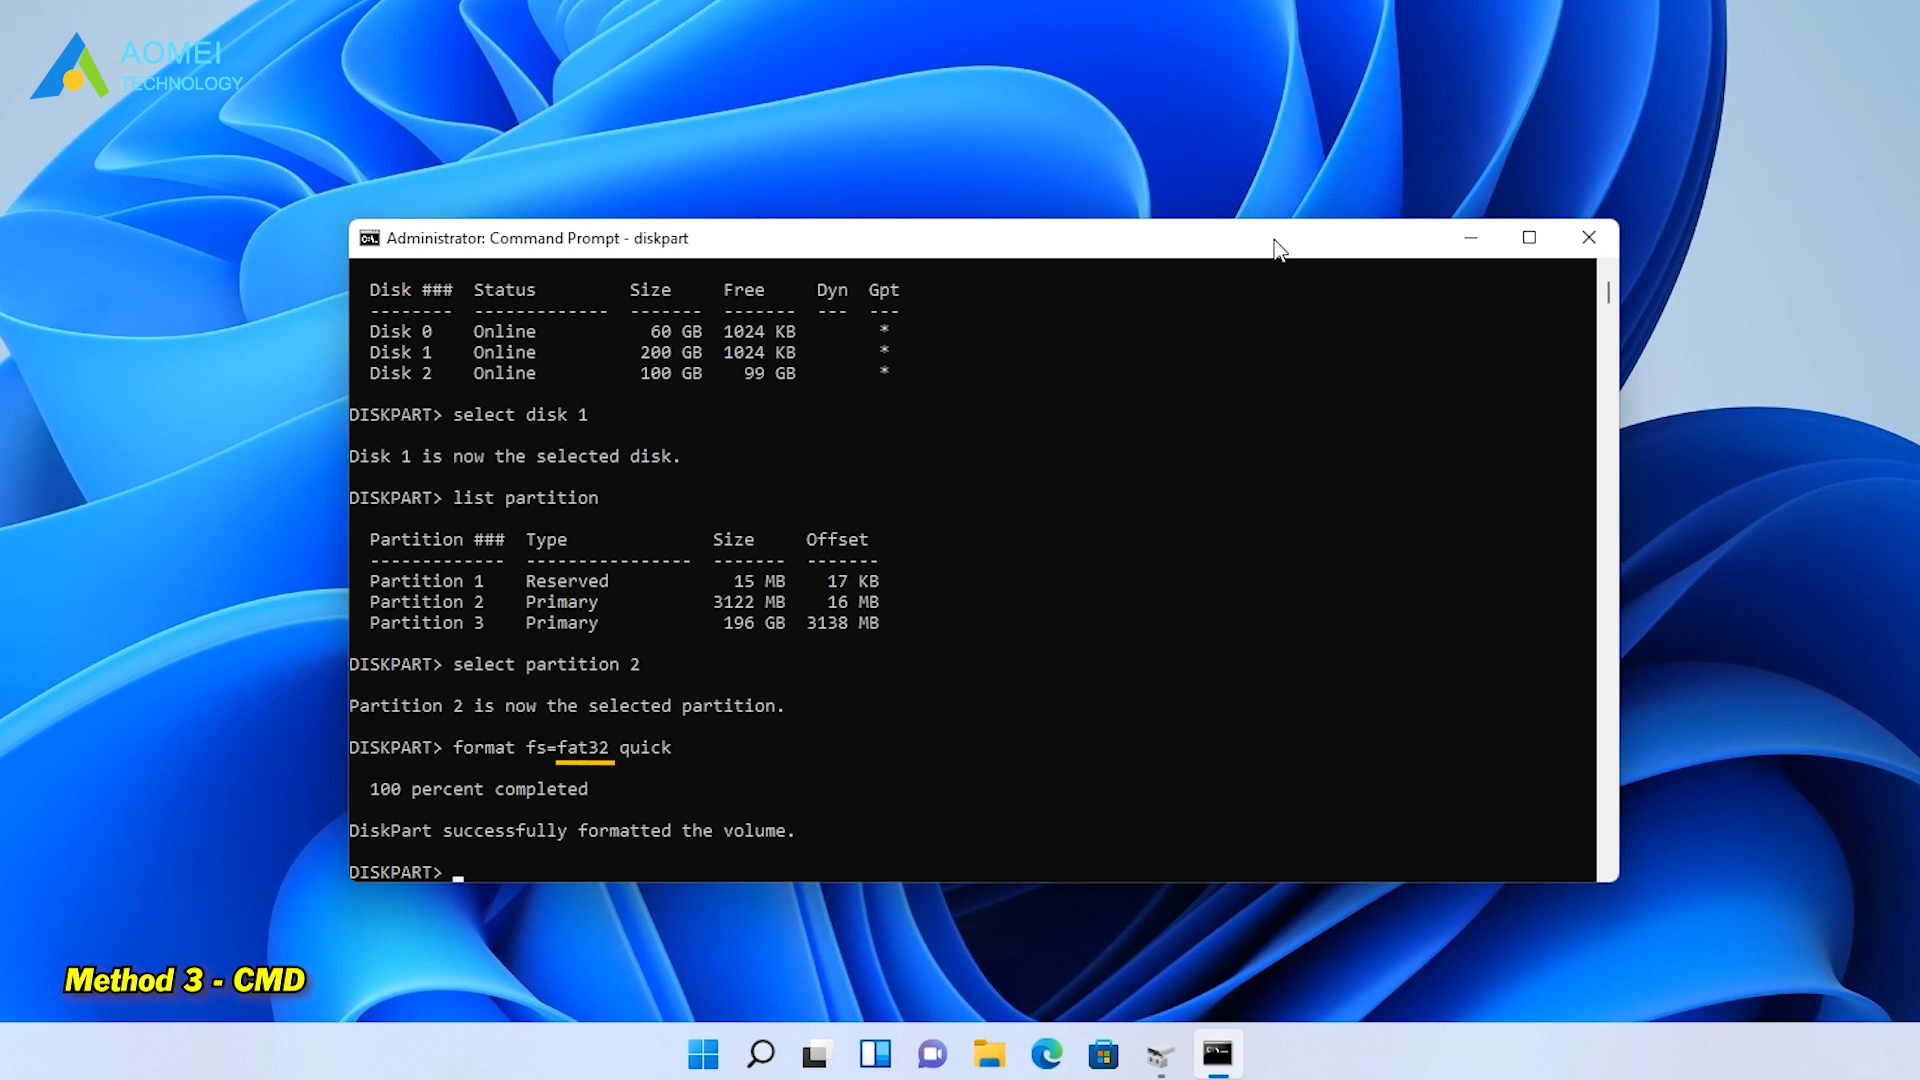 AOMEI
TECHNOLOGY
Administrator: Command Prompt - diskpart
Disk ###  Status         Size     Free     Dyn  Gpt
--------  -------------  -------  -------  ---  ---
Disk 0    Online           60 GB  1024 KB        *
Disk 1    Online          200 GB  1024 KB        *
Disk 2    Online          100 GB    99 GB        *
DISKPART> select disk 1
Disk 1 is now the selected disk.
DISKPART> list partition
Partition ###  Type              Size     Offset
-------------  ----------------  -------  -------
Partition 1    Reserved            15 MB    17 KB
Partition 2    Primary           3122 MB    16 MB
Partition 3    Primary            196 GB  3138 MB
DISKPART> select partition 2
Partition 2 is now the selected partition.
DISKPART> format fs=fat32 quick
100 percent completed
DiskPart successfully formatted the volume.
DISKPART>
Method 3 - CMD